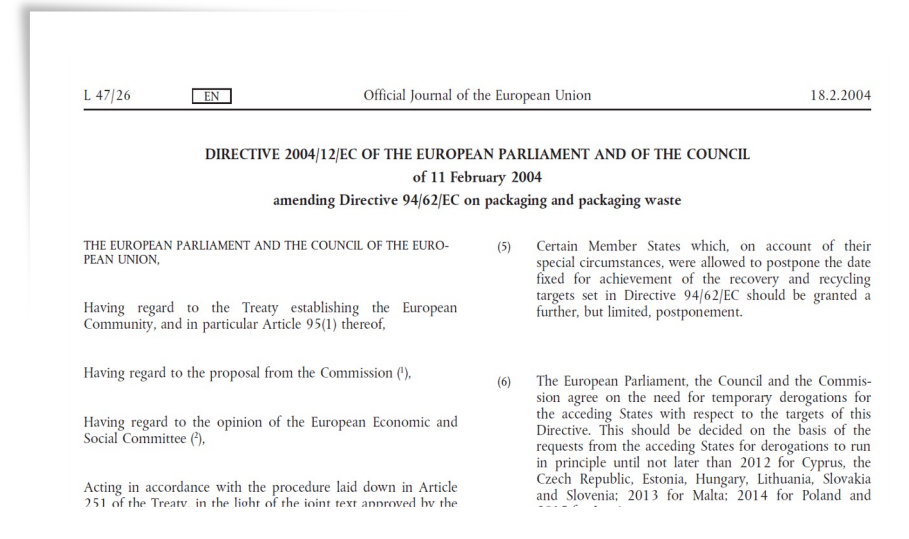 L 47/26 EN Official Journal of the European Union 18.2.2004
DIRECTIVE 2004/12/EC OF THE EUROPEAN PARLIAMENT AND OF THE COUNCIL
of 11 February 2004
amending Directive 94/62/EC on packaging and packaging waste
THE EUROPEAN PARLIAMENT AND THE COUNCIL OF THE EURO-
PEAN UNION,
Having regard to the Treaty establishing the European
Community, and in particular Article 95(1) thereof,
Having regard to the proposal from the Commission (¹),
Having regard to the opinion of the European Economic and
Social Committee (²),
Acting in accordance with the procedure laid down in Article
251 of the Treaty, in the light of the joint text approved by the
(5) Certain Member States which, on account of their
special circumstances, were allowed to postpone the date
fixed for achievement of the recovery and recycling
targets set in Directive 94/62/EC should be granted a
further, but limited, postponement.
(6) The European Parliament, the Council and the Commis-
sion agree on the need for temporary derogations for
the acceding States with respect to the targets of this
Directive. This should be decided on the basis of the
requests from the acceding States for derogations to run
in principle until not later than 2012 for Cyprus, the
Czech Republic, Estonia, Hungary, Lithuania, Slovakia
and Slovenia; 2013 for Malta; 2014 for Poland and